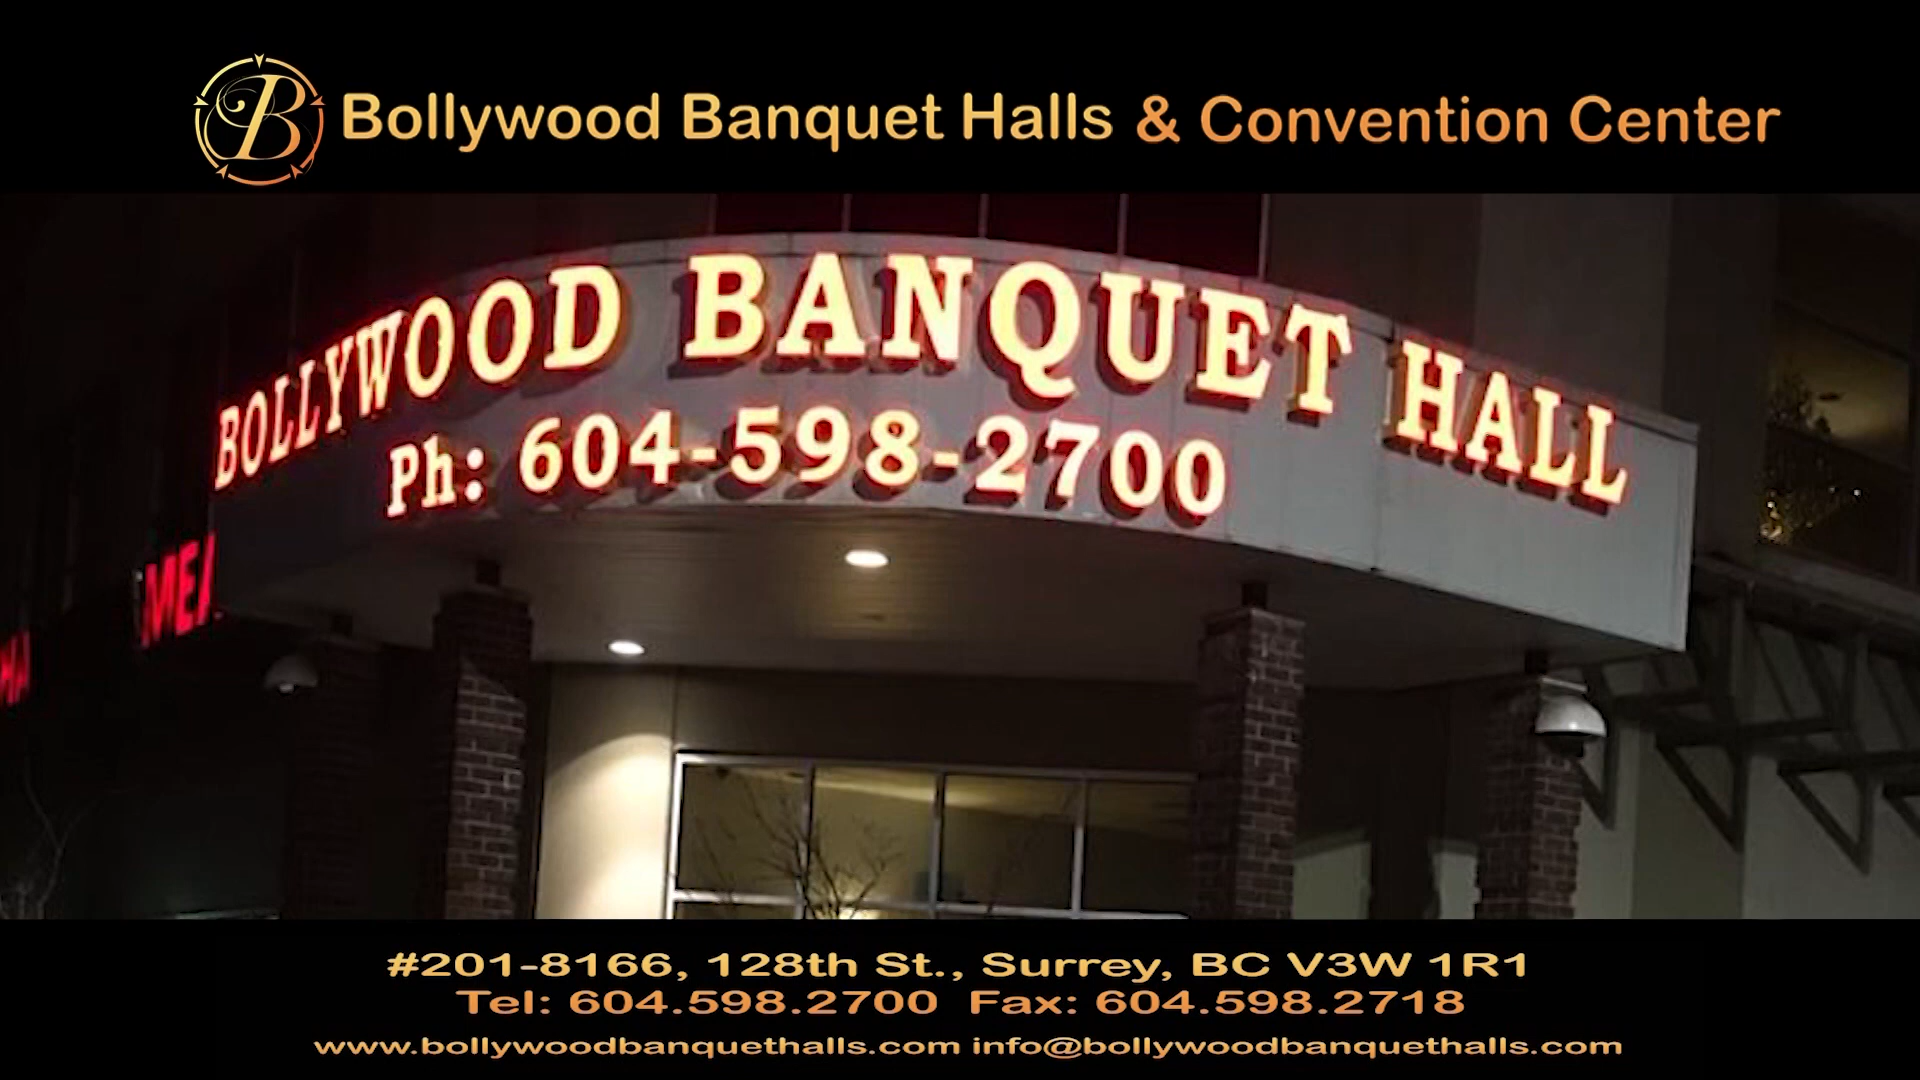 B
Bollywood Banquet Halls & Convention Center
BOLLYWOOD BANQUET HALL
Ph: 604-598-2700
#201-8166, 128th St., Surrey, BC V3W 1R1
Tel: 604.598.2700 Fax: 604.598.2718
www.bollywoodbanquethalls.com info@bollywoodbanquethalls.com